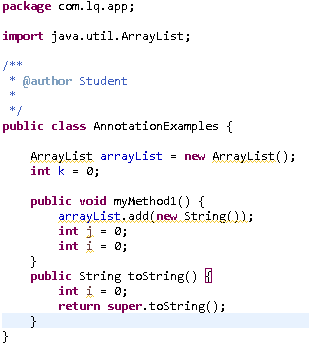 package com.lq.app;
import java.util.ArrayList;
/**
 * @author Student
 *
 */
public class AnnotationExamples {
    ArrayList arrayList = new ArrayList();
    int k = 0;
    public void myMethod1() {
        arrayList.add(new String());
        int j = 0;
        int i = 0;
    }
    public String toString() {
        int i = 0;
        return super.toString();
    }
}